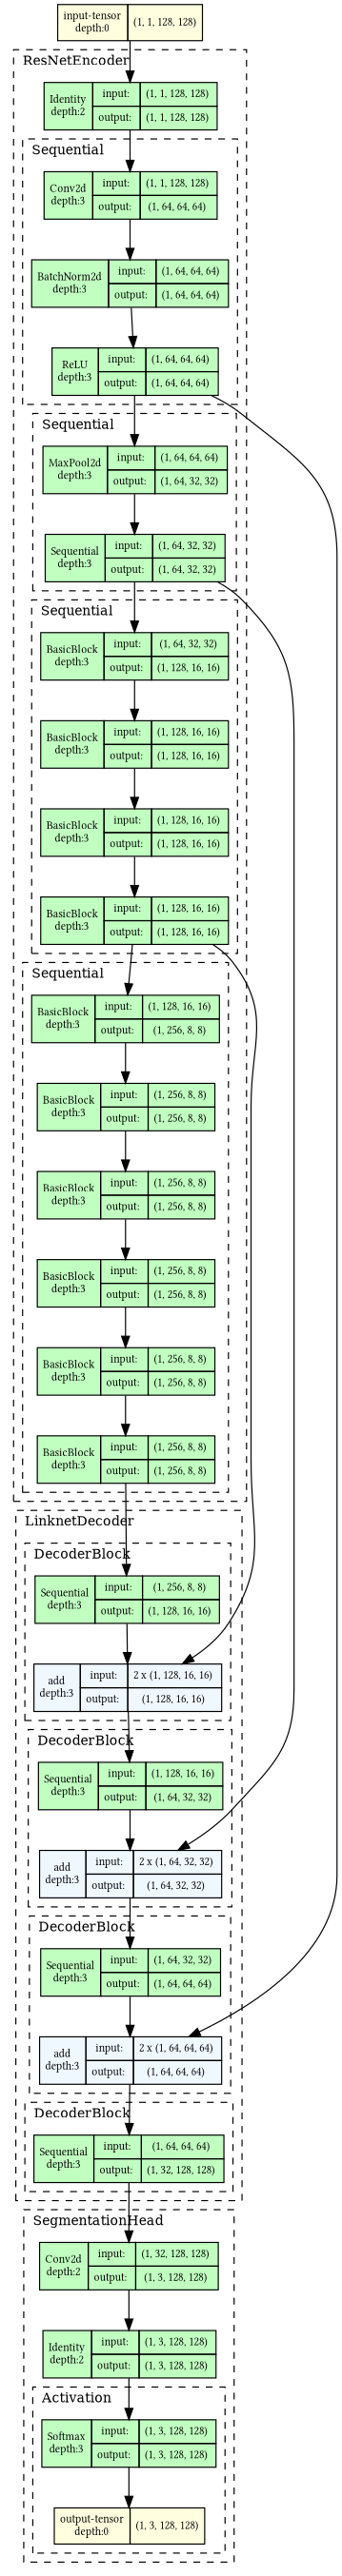 input-tensor
depth:0
(1, 1, 128, 128)
ResNetEncoder
Identity
depth:2
input:
(1, 1, 128, 128)
output:
(1, 1, 128, 128)
Sequential
Conv2d
depth:3
input:
(1, 1, 128, 128)
output:
(1, 64, 64, 64)
BatchNorm2d
depth:3
input:
(1, 64, 64, 64)
output:
(1, 64, 64, 64)
ReLU
depth:3
input:
(1, 64, 64, 64)
output:
(1, 64, 64, 64)
Sequential
MaxPool2d
depth:3
input:
(1, 64, 64, 64)
output:
(1, 64, 32, 32)
Sequential
depth:3
input:
(1, 64, 32, 32)
output:
(1, 64, 32, 32)
Sequential
BasicBlock
depth:3
input:
(1, 64, 32, 32)
output:
(1, 128, 16, 16)
BasicBlock
depth:3
input:
(1, 128, 16, 16)
output:
(1, 128, 16, 16)
BasicBlock
depth:3
input:
(1, 128, 16, 16)
output:
(1, 128, 16, 16)
BasicBlock
depth:3
input:
(1, 128, 16, 16)
output:
(1, 128, 16, 16)
Sequential
BasicBlock
depth:3
input:
(1, 128, 16, 16)
output:
(1, 256, 8, 8)
BasicBlock
depth:3
input:
(1, 256, 8, 8)
output:
(1, 256, 8, 8)
BasicBlock
depth:3
input:
(1, 256, 8, 8)
output:
(1, 256, 8, 8)
BasicBlock
depth:3
input:
(1, 256, 8, 8)
output:
(1, 256, 8, 8)
BasicBlock
depth:3
input:
(1, 256, 8, 8)
output:
(1, 256, 8, 8)
BasicBlock
depth:3
input:
(1, 256, 8, 8)
output:
(1, 256, 8, 8)
LinknetDecoder
DecoderBlock
Sequential
depth:3
input:
(1, 256, 8, 8)
output:
(1, 128, 16, 16)
add
depth:3
input:
2 x (1, 128, 16, 16)
output:
(1, 128, 16, 16)
DecoderBlock
Sequential
depth:3
input:
(1, 128, 16, 16)
output:
(1, 64, 32, 32)
add
depth:3
input:
2 x (1, 64, 32, 32)
output:
(1, 64, 32, 32)
DecoderBlock
Sequential
depth:3
input:
(1, 64, 32, 32)
output:
(1, 64, 64, 64)
add
depth:3
input:
2 x (1, 64, 64, 64)
output:
(1, 64, 64, 64)
DecoderBlock
Sequential
depth:3
input:
(1, 64, 64, 64)
output:
(1, 32, 128, 128)
SegmentationHead
Conv2d
depth:2
input:
(1, 32, 128, 128)
output:
(1, 3, 128, 128)
Identity
depth:2
input:
(1, 3, 128, 128)
output:
(1, 3, 128, 128)
Activation
Softmax
depth:3
input:
(1, 3, 128, 128)
output:
(1, 3, 128, 128)
output-tensor
depth:0
(1, 3, 128, 128)